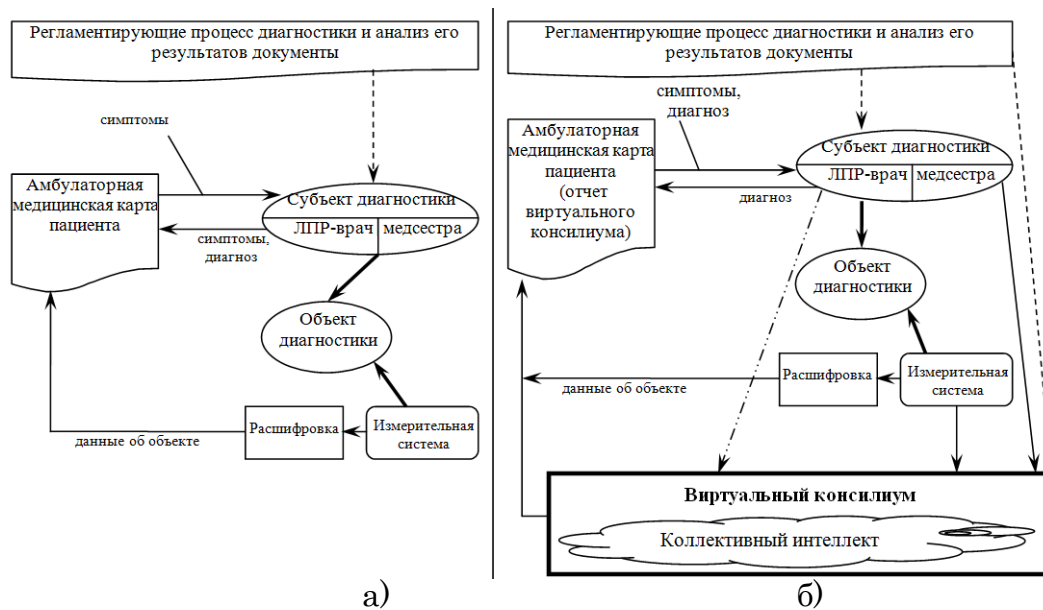 Регламентирующие процесс диагностики и анализ его
результатов документы
симптомы
Амбулаторная
медицинская карта
пациента
Субъект диагностики
ЛПР-врач
медсестра
симптомы,
диагноз
Объект
диагностики
Расшифровка
Измерительная
система
данные об объекте
а)
Регламентирующие процесс диагностики и анализ его
результатов документы
симптомы,
диагноз
Амбулаторная
медицинская карта
пациента
(отчет
виртуального
консилиума)
Субъект диагностики
ЛПР-врач
медсестра
диагноз
Объект
диагностики
Расшифровка
Измерительная
система
данные об объекте
Виртуальный консилиум
Коллективный интеллект
б)